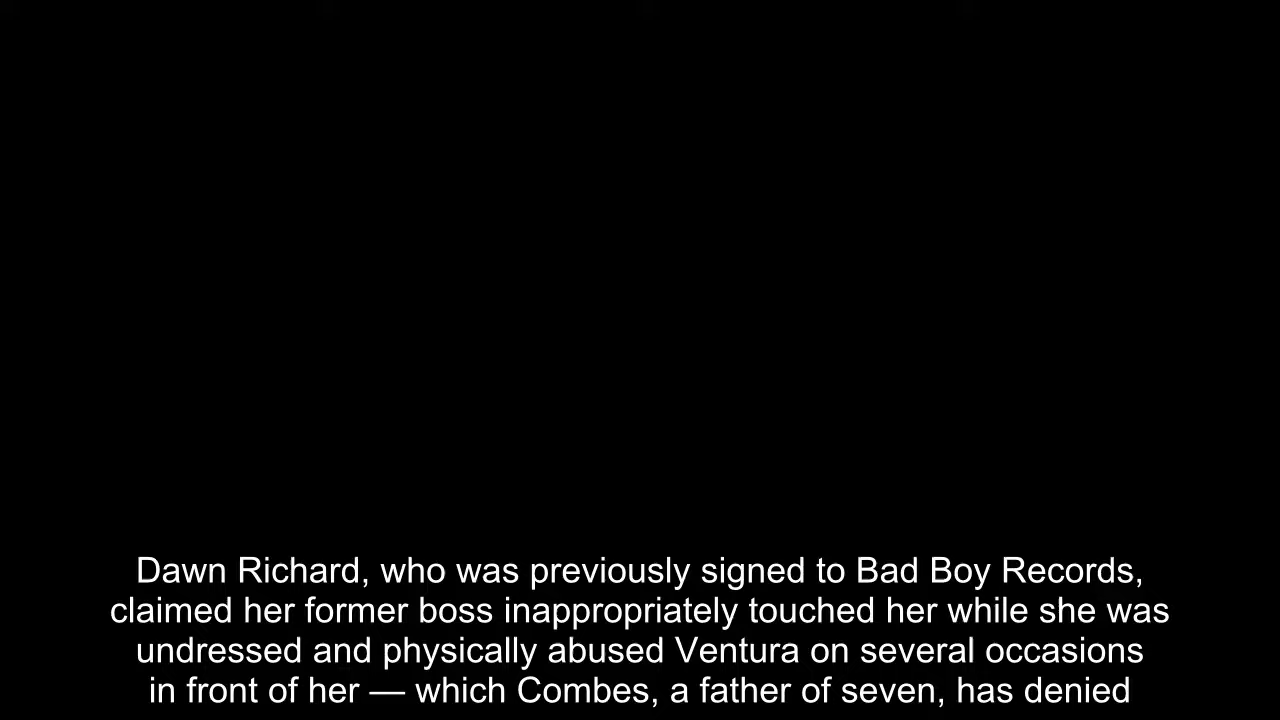 Dawn Richard, who was previously signed to Bad Boy Records,
claimed her former boss inappropriately touched her while she was
undressed and physically abused Ventura on several occasions
in front of her — which Combes, a father of seven, has denied